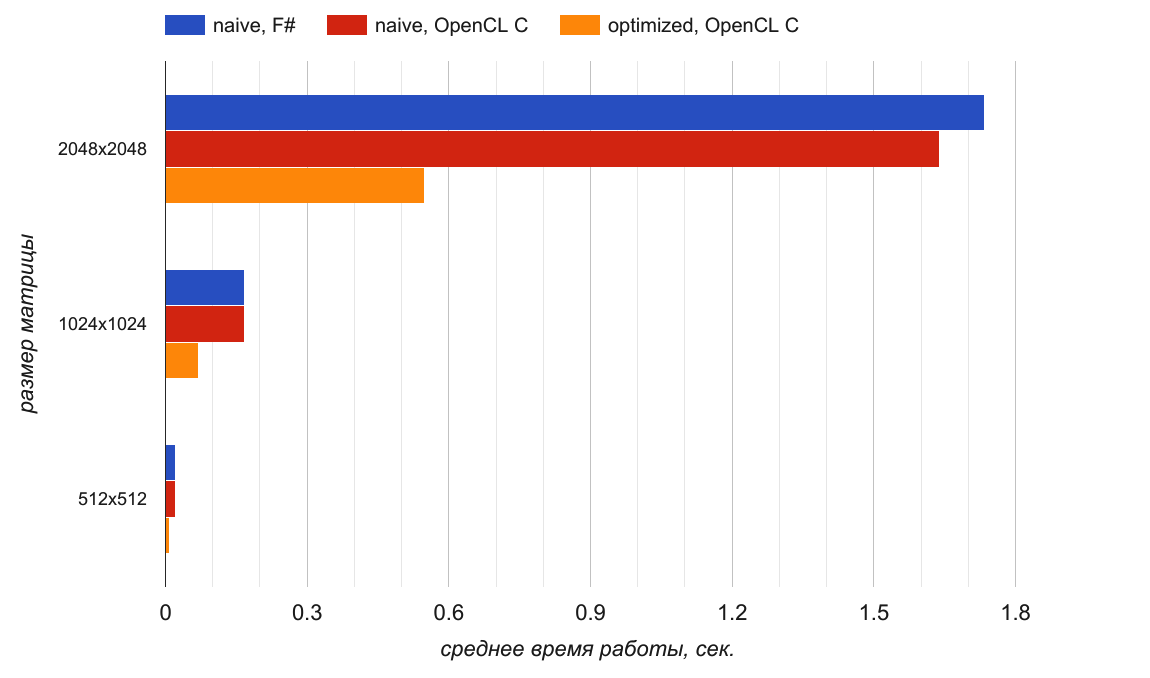 naive, F#
naive, OpenCL C
optimized, OpenCL C
размер матрицы
2048x2048
1024x1024
512x512
0 0.3 0.6 0.9 1.2 1.5 1.8
среднее время работы, сек.